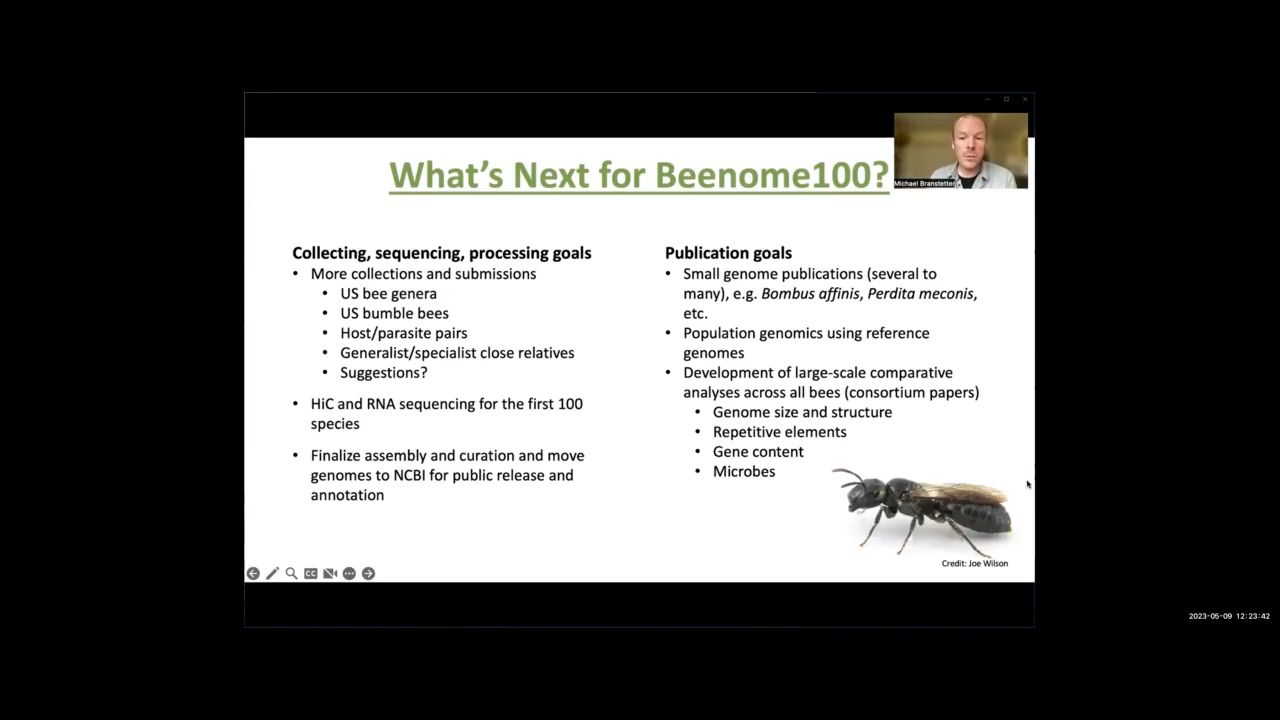 What's Next for Beenome100?
Michael Branstetter
Collecting, sequencing, processing goals
• More collections and submissions
• US bee genera
• US bumble bees
• Host/parasite pairs
• Generalist/specialist close relatives
• Suggestions?
• HiC and RNA sequencing for the first 100
species
• Finalize assembly and curation and move
genomes to NCBI for public release and
annotation
Publication goals
• Small genome publications (several to
many), e.g. Bombus affinis, Perdita meconis,
etc.
• Population genomics using reference
genomes
• Development of large-scale comparative
analyses across all bees (consortium papers)
• Genome size and structure
• Repetitive elements
• Gene content
• Microbes
Credit: Joe Wilson
CC
2023-05-09 12:23:42